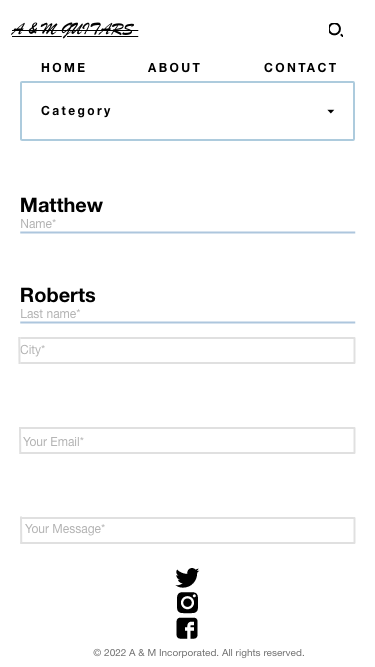 A & M GUITARS
HOME ABOUT CONTACT
Category
Matthew
Name*
Roberts
Last name*
City*
Your Email*
Your Message*
© 2022 A & M Incorporated. All rights reserved.